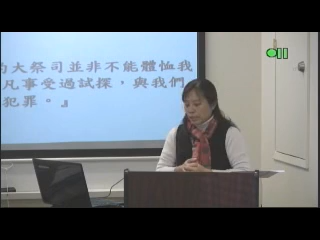 的大祭司並非不能體恤我
凡事受過試探，與我們
犯罪。』